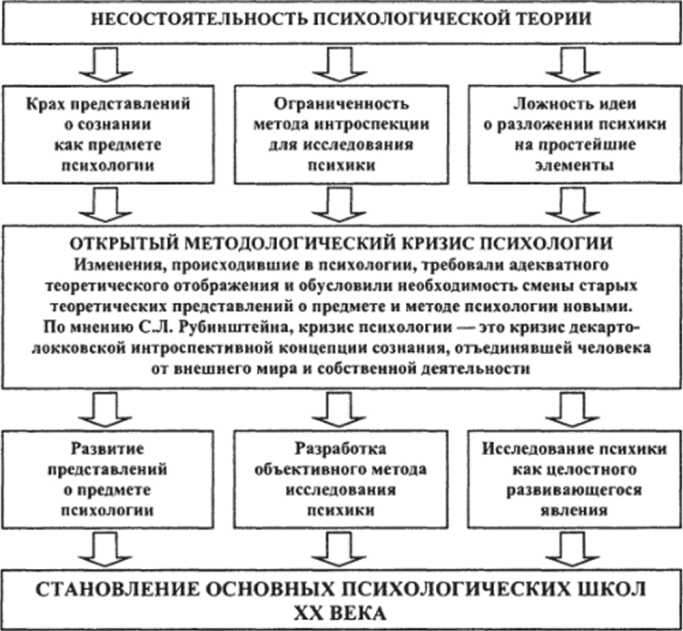 НЕСОСТОЯТЕЛЬНОСТЬ ПСИХОЛОГИЧЕСКОЙ ТЕОРИИ
Крах представлений
о сознании
как предмете
психологии
Ограниченность
метода интроспекции
для исследования
психики
Ложность идеи
о разложении психики
на простейшие
элементы
ОТКРЫТЫЙ МЕТОДОЛОГИЧЕСКИЙ КРИЗИС ПСИХОЛОГИИ
Изменения, происходившие в психологии, требовали адекватного
теоретического отображения и обусловили необходимость смены старых
теоретических представлений о предмете и методе психологии новыми.
По мнению С.Л. Рубинштейна, кризис психологии — это кризис декарто-
локковской интроспективной концепции сознания, отъединявшей человека
от внешнего мира и собственной деятельности
Развитие
представлений
о предмете
психологии
Разработка
объективного метода
исследования
психики
Исследование психики
как целостного
развивающегося
явления
СТАНОВЛЕНИЕ ОСНОВНЫХ ПСИХОЛОГИЧЕСКИХ ШКОЛ
XX ВЕКА